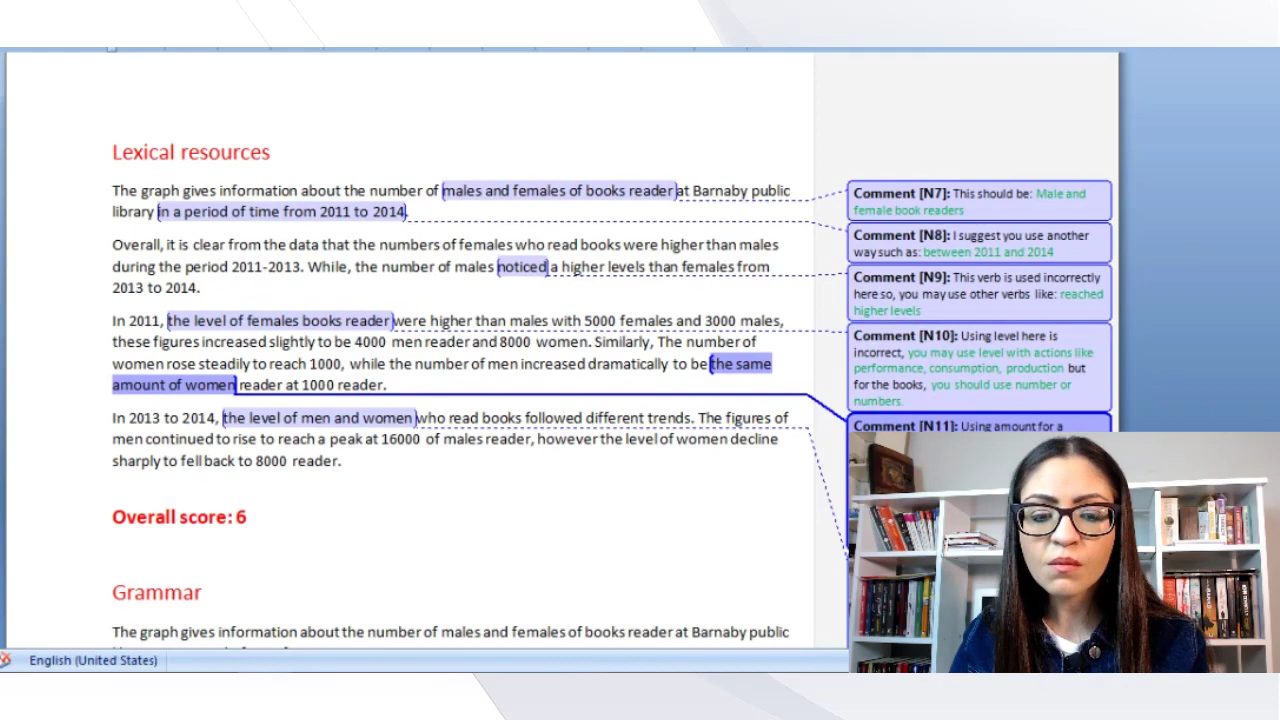 Lexical resources
The graph gives information about the number of males and females of books reader at Barnaby public
library in a period of time from 2011 to 2014.
Overall, it is clear from the data that the numbers of females who read books were higher than males
during the period 2011-2013. While, the number of males noticed a higher levels than females from
2013 to 2014.
In 2011, the level of females books reader were higher than males with 5000 females and 3000 males,
these figures increased slightly to be 4000 men reader and 8000 women. Similarly, The number of
women rose steadily to reach 1000, while the number of men increased dramatically to be the same
amount of women reader at 1000 reader.
In 2013 to 2014, the level of men and women who read books followed different trends. The figures of
men continued to rise to reach a peak at 16000 of males reader, however the level of women decline
sharply to fell back to 8000 reader.
Overall score: 6
Grammar
The graph gives information about the number of males and females of books reader at Barnaby public
Comment [N7]: This should be: Male and
female book readers
Comment [N8]: I suggest you use another
way such as: between 2011 and 2014
Comment [N9]: This verb is used incorrectly
here so, you may use other verbs like: reached
higher levels
Comment [N10]: Using level here is
incorrect, you may use level with actions like
performance, consumption, production but
for the books, you should use number or
numbers.
Comment [N11]: Using amount for a
English (United States)